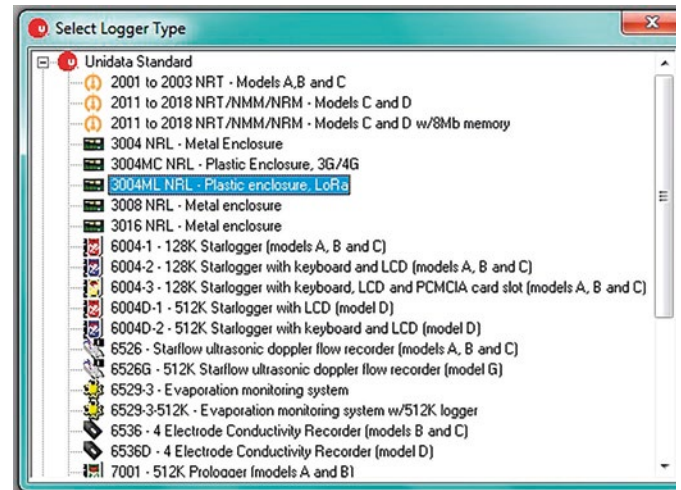 Select Logger Type
Unidata Standard
2001 to 2003 NRT - Models A,B and C
2011 to 2018 NRT/NMM/NRM - Models C and D
2011 to 2018 NRT/NMM/NRM - Models C and D w/8Mb memory
3004 NRL - Metal Enclosure
3004MC NRL - Plastic Enclosure, 3G/4G
3004ML NRL - Plastic enclosure, LoRa
3008 NRL - Metal enclosure
3016 NRL - Metal enclosure
6004-1 - 128K Starlogger (models A, B and C)
6004-2 - 128K Starlogger with keyboard and LCD (models A, B and C)
6004-3 - 128K Starlogger with keyboard, LCD and PCMCIA card slot (models A, B and C)
6004D-1 - 512K Starlogger with LCD (model D)
6004D-2 - 512K Starlogger with keyboard and LCD (model D)
6526 - Starflow ultrasonic doppler flow recorder (models A, B and C)
6526G - 512K Starflow ultrasonic doppler flow recorder (model G)
6529-3 - Evaporation monitoring system
6529-3-512K - Evaporation monitoring system w/512K logger
6536 - 4 Electrode Conductivity Recorder (models B and C)
6536D - 4 Electrode Conductivity Recorder (model D)
7001 - 512K Prologger (models A and B)